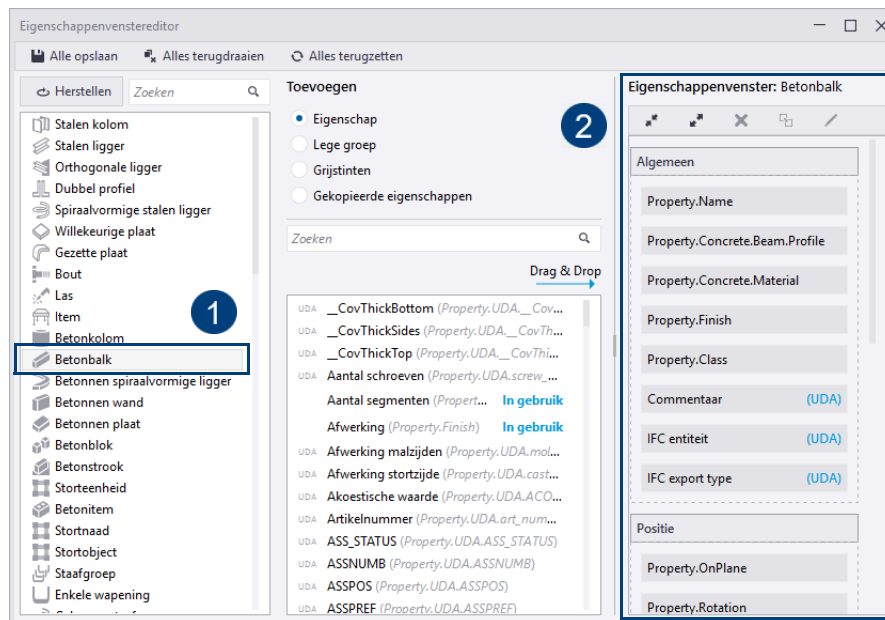 Eigenschappenvenstereditor
Alle opslaan Alles terugdraaien Alles terugzetten
Herstellen Zoeken
Stalen kolom
Stalen ligger
Orthogonale ligger
Dubbel profiel
Spiraalvormige stalen ligger
Willekeurige plaat
Gezette plaat
Bout
Las
Item
Betonkolom
Betonbalk
Betonnen spiraalvormige ligger
Betonnen wand
Betonnen plaat
Betonblok
Betonstrook
Storteenheid
Betonitem
Stortnaad
Stortobject
Staafgroep
Enkele wapening
1
Toevoegen
Eigenschap
Lege groep
Grijstinten
Gekopieerde eigenschappen
2
Zoeken
Drag & Drop
UDA __CovThickBottom (Property.UDA.__Cov...
UDA __CovThickSides (Property.UDA.__CovTh...
UDA __CovThickTop (Property.UDA.__CovThi...
UDA Aantal schroeven (Property.UDA.screw_...
Aantal segmenten (Propert... In gebruik
Afwerking (Property.Finish) In gebruik
UDA Afwerking malzijden (Property.UDA.mol...
UDA Afwerking stortzijde (Property.UDA.cast...
UDA Akoestische waarde (Property.UDA.ACO...
UDA Artikelnummer (Property.UDA.art_num...
UDA ASS_STATUS (Property.UDA.ASS_STATUS)
UDA ASSNUMB (Property.UDA.ASSNUMB)
UDA ASSPOS (Property.UDA.ASSPOS)
UDA ASSPREF (Property.UDA.ASSPREF)
Eigenschappenvenster: Betonbalk
Algemeen
Property.Name
Property.Concrete.Beam.Profile
Property.Concrete.Material
Property.Finish
Property.Class
Commentaar (UDA)
IFC entiteit (UDA)
IFC export type (UDA)
Positie
Property.OnPlane
Property.Rotation